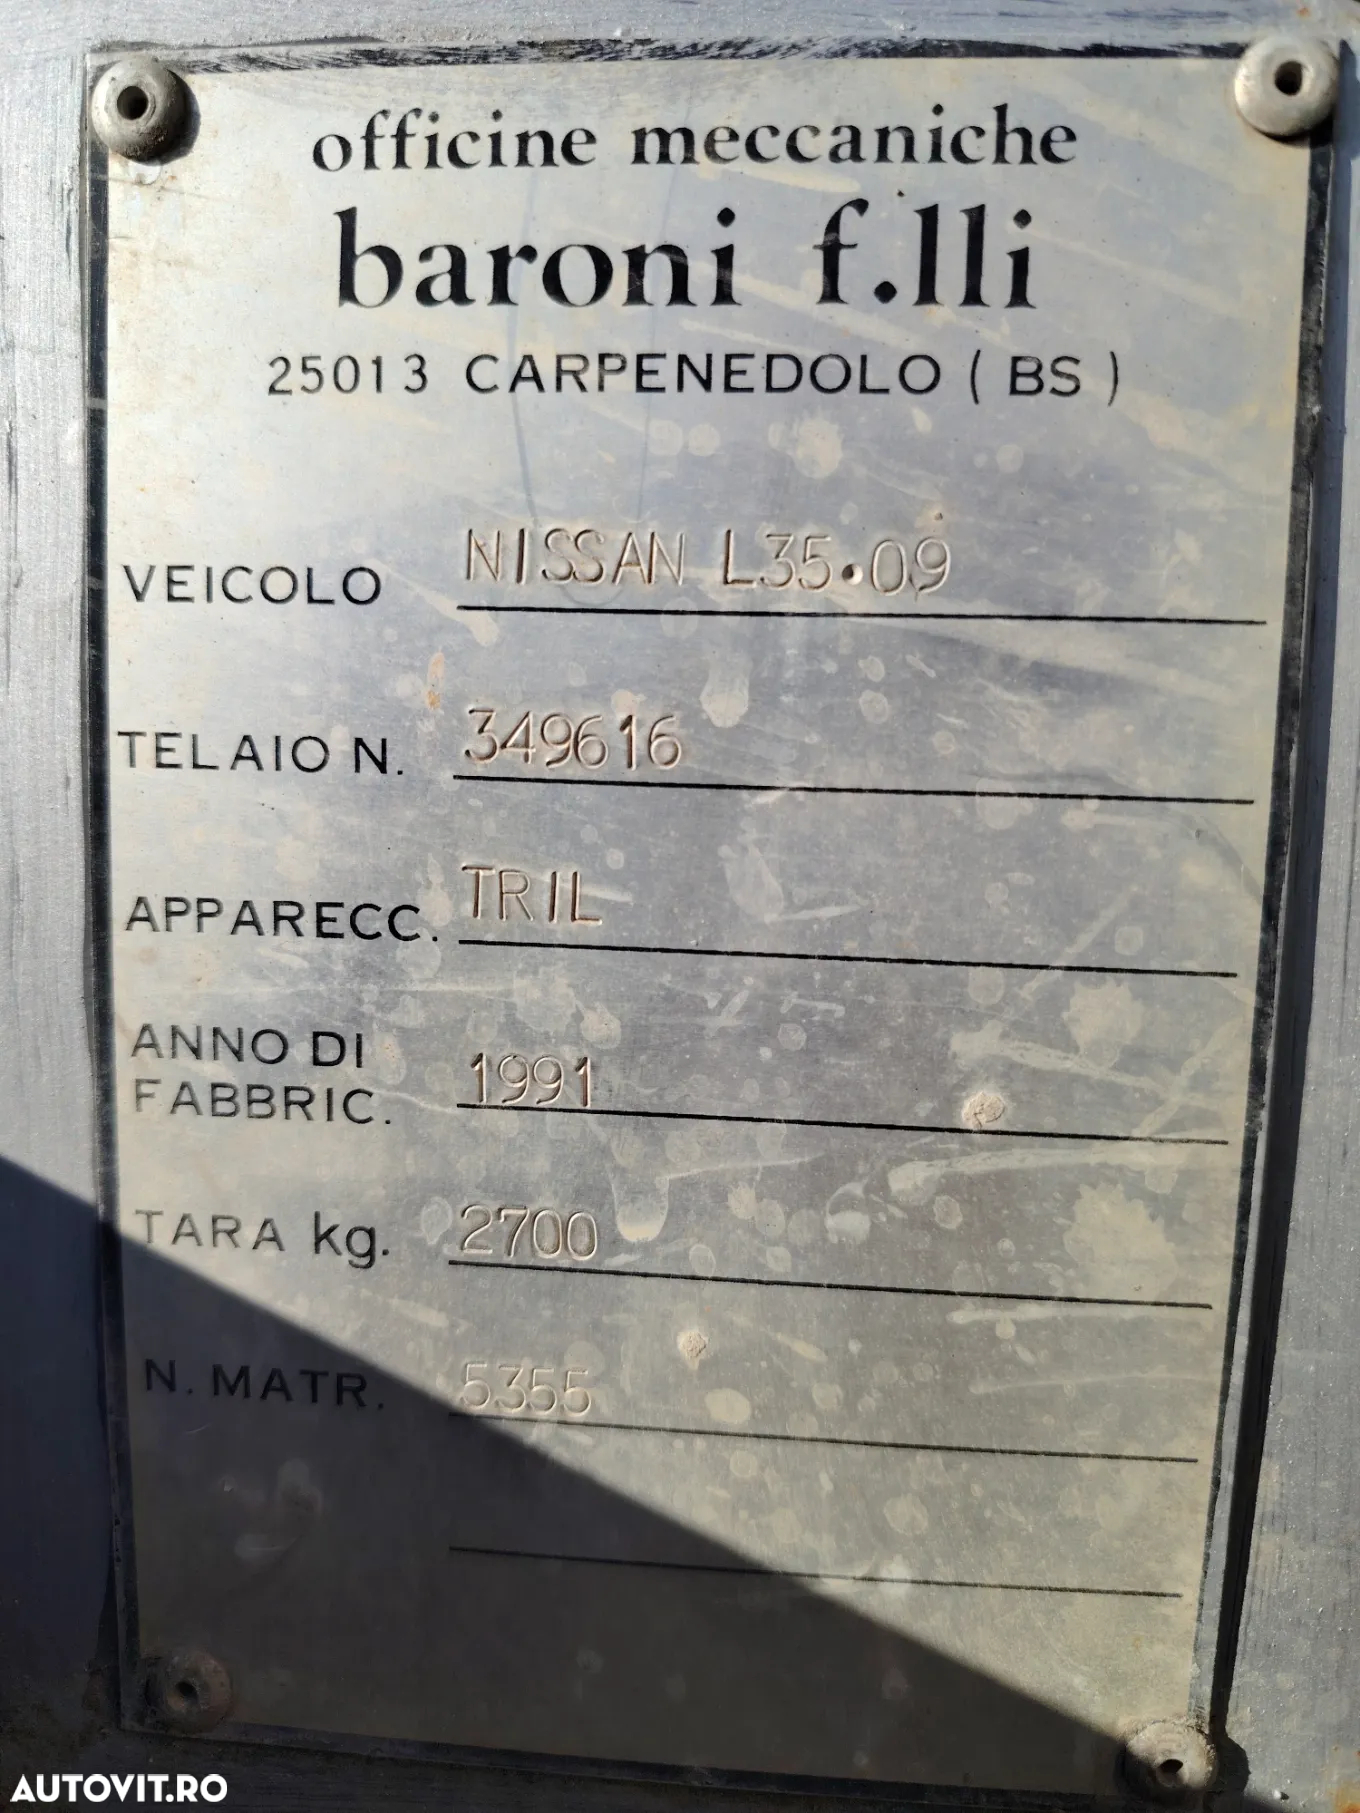 officine meccaniche
baroni f.lli
25013 CARPENEDOLO ( BS )
VEICOLO NISSAN L35.09
TELAIO N. 349616
APPARECC. TRIL
ANNO DI
FABBRIC. 1991
TARA kg. 2700
N. MATR. 5355
AUTOVIT.RO